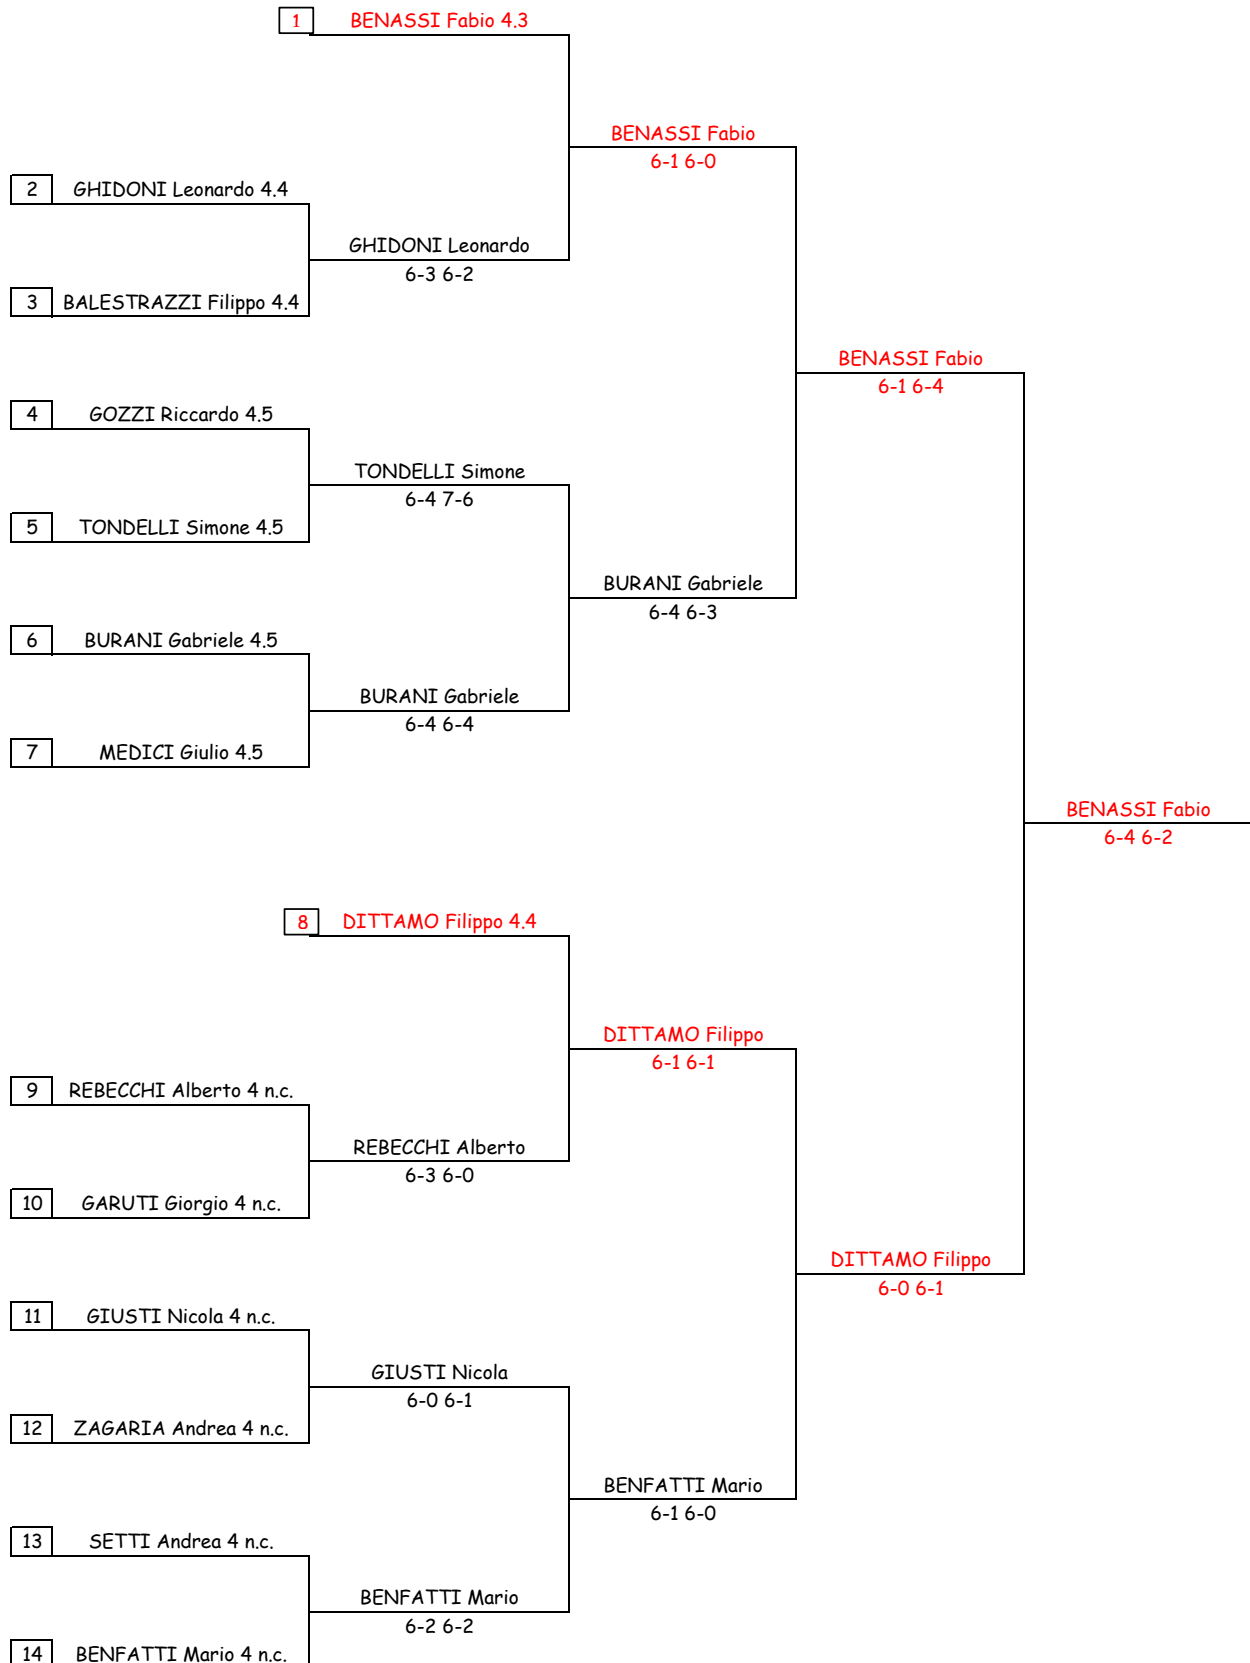 1 BENASSI Fabio 4.3
BENASSI Fabio
6-1 6-0
2 GHIDONI Leonardo 4.4
GHIDONI Leonardo
6-3 6-2
3 BALESTRAZZI Filippo 4.4
BENASSI Fabio
6-1 6-4
4 GOZZI Riccardo 4.5
TONDELLI Simone
6-4 7-6
5 TONDELLI Simone 4.5
BURANI Gabriele
6-4 6-3
6 BURANI Gabriele 4.5
BURANI Gabriele
6-4 6-4
7 MEDICI Giulio 4.5
BENASSI Fabio
6-4 6-2
8 DITTAMO Filippo 4.4
DITTAMO Filippo
6-1 6-1
9 REBECCHI Alberto 4 n.c.
REBECCHI Alberto
6-3 6-0
10 GARUTI Giorgio 4 n.c.
DITTAMO Filippo
6-0 6-1
11 GIUSTI Nicola 4 n.c.
GIUSTI Nicola
6-0 6-1
12 ZAGARIA Andrea 4 n.c.
BENFATTI Mario
6-1 6-0
13 SETTI Andrea 4 n.c.
BENFATTI Mario
6-2 6-2
14 BENFATTI Mario 4 n.c.